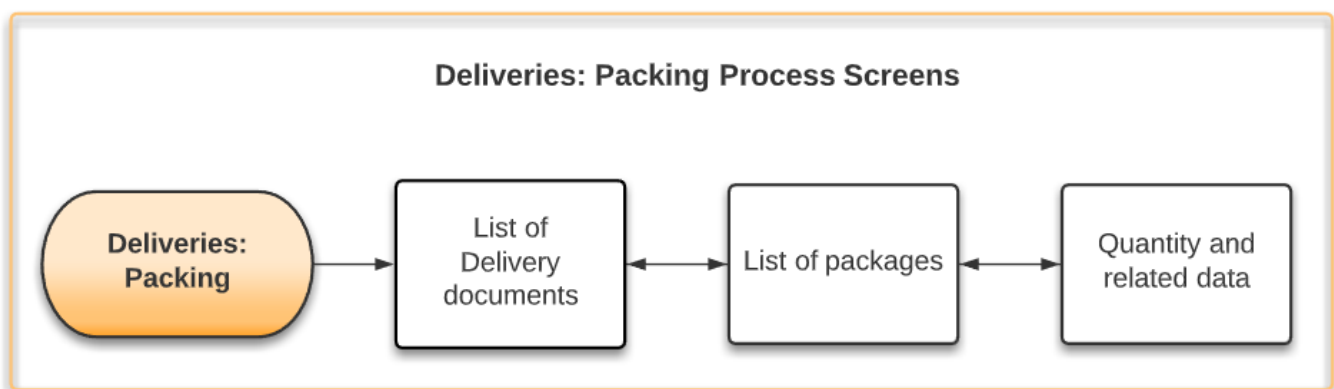 Deliveries: Packing Process Screens
Deliveries:
Packing
List of
Delivery
documents
List of packages
Quantity and
related data